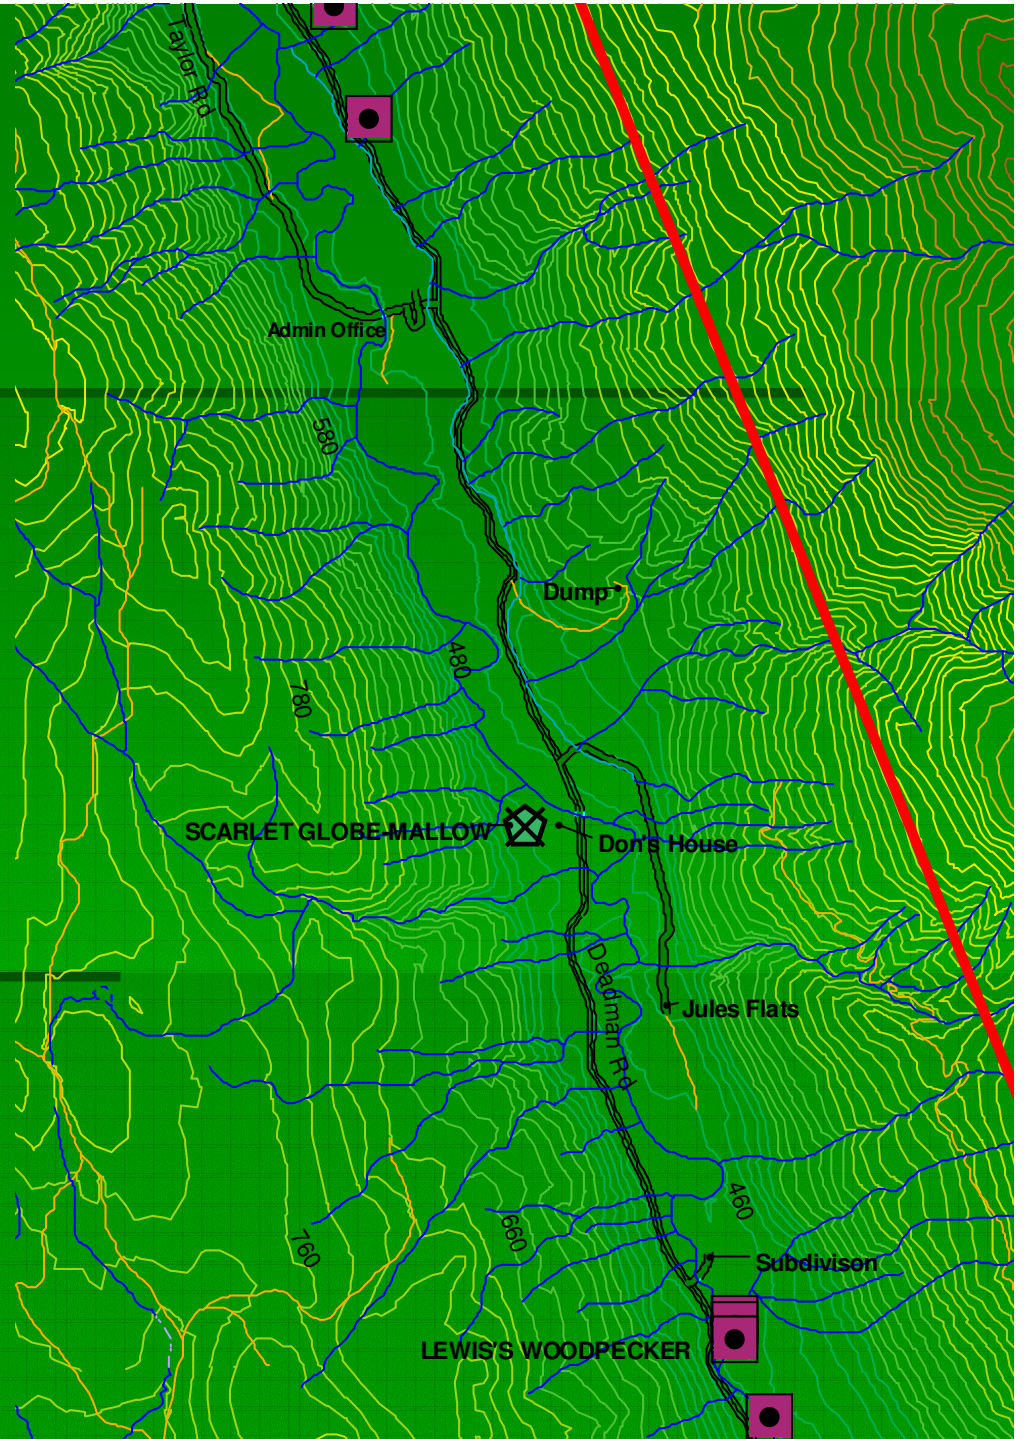 Taylor Rd
Admin Office
580
Dump
480
780
SCARLET GLOBE-MALLOW
Don's House
Deadman Rd
Jules Flats
460
660
760
Subdivison
LEWIS'S WOODPECKER